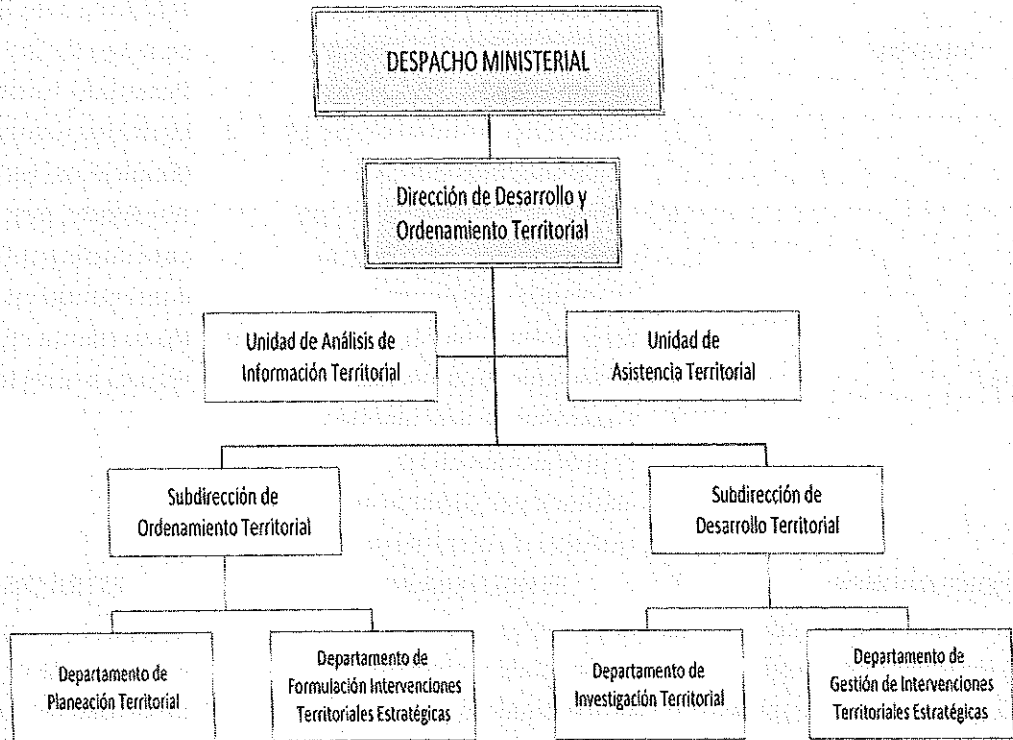 DESPACHO MINISTERIAL
Dirección de Desarrollo y
Ordenamiento Territorial
Unidad de Análisis de
Información Territorial
Unidad de
Asistencia Territorial
Subdirección de
Ordenamiento Territorial
Subdirección de
Desarrollo Territorial
Departamento de
Planeación Territorial
Departamento de
Formulación Intervenciones
Territoriales Estratégicas
Departamento de
Investigación Territorial
Departamento de
Gestión de Intervenciones
Territoriales Estratégicas